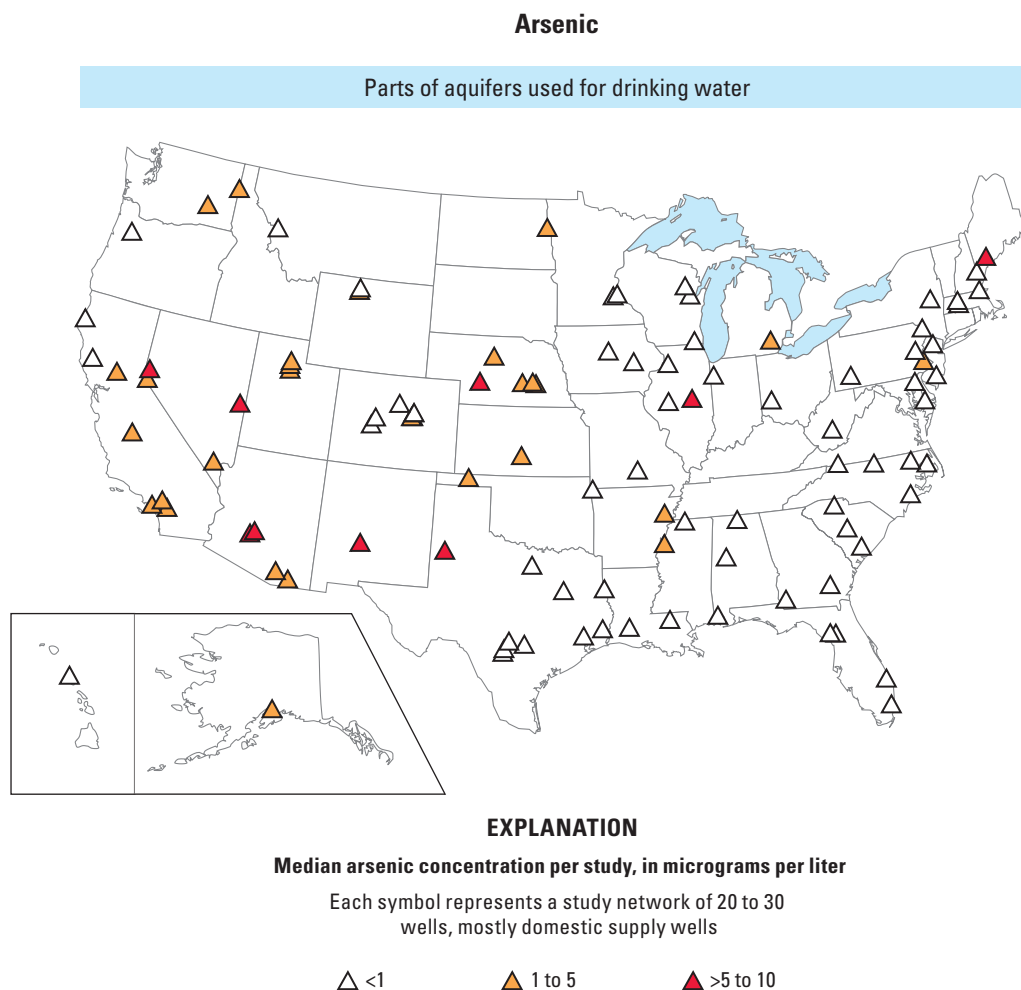 Arsenic
Parts of aquifers used for drinking water
EXPLANATION
Median arsenic concentration per study, in micrograms per liter
Each symbol represents a study network of 20 to 30
wells, mostly domestic supply wells
<1 1 to 5 >5 to 10